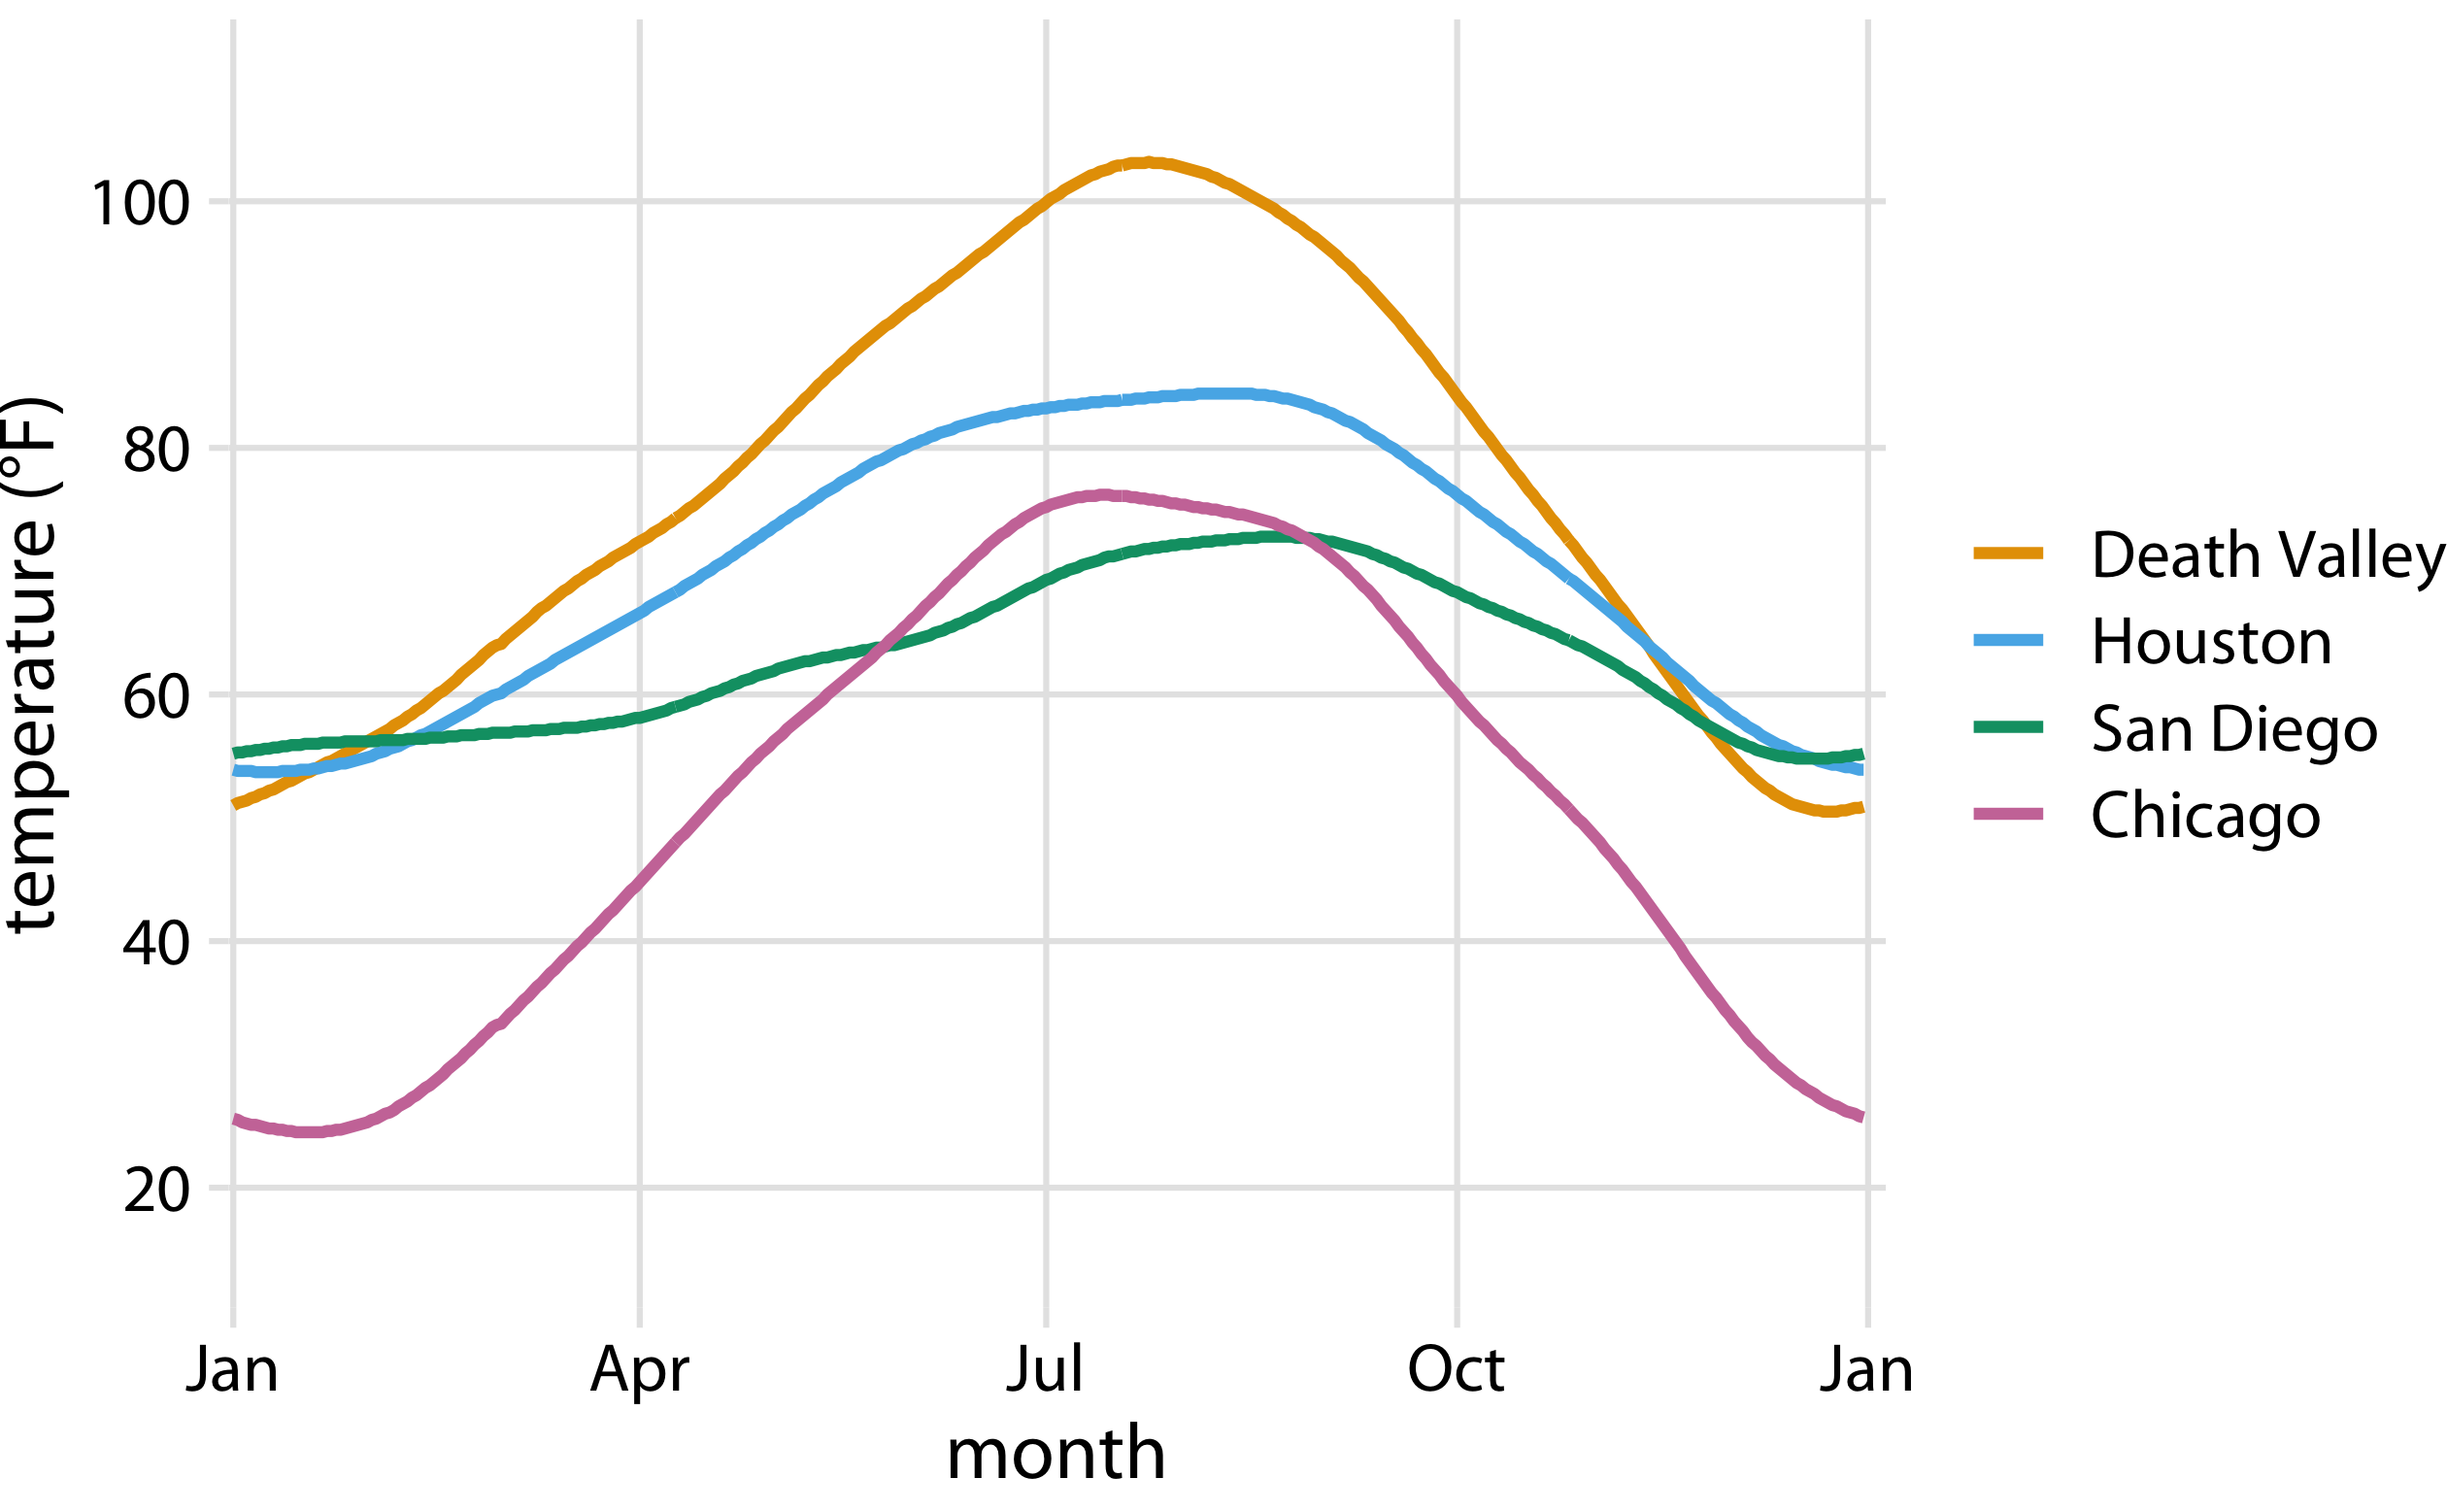 temperature (°F)
100
80
60
40
20
Jan
Apr
Jul
Oct
Jan
month
Death Valley
Houston
San Diego
Chicago